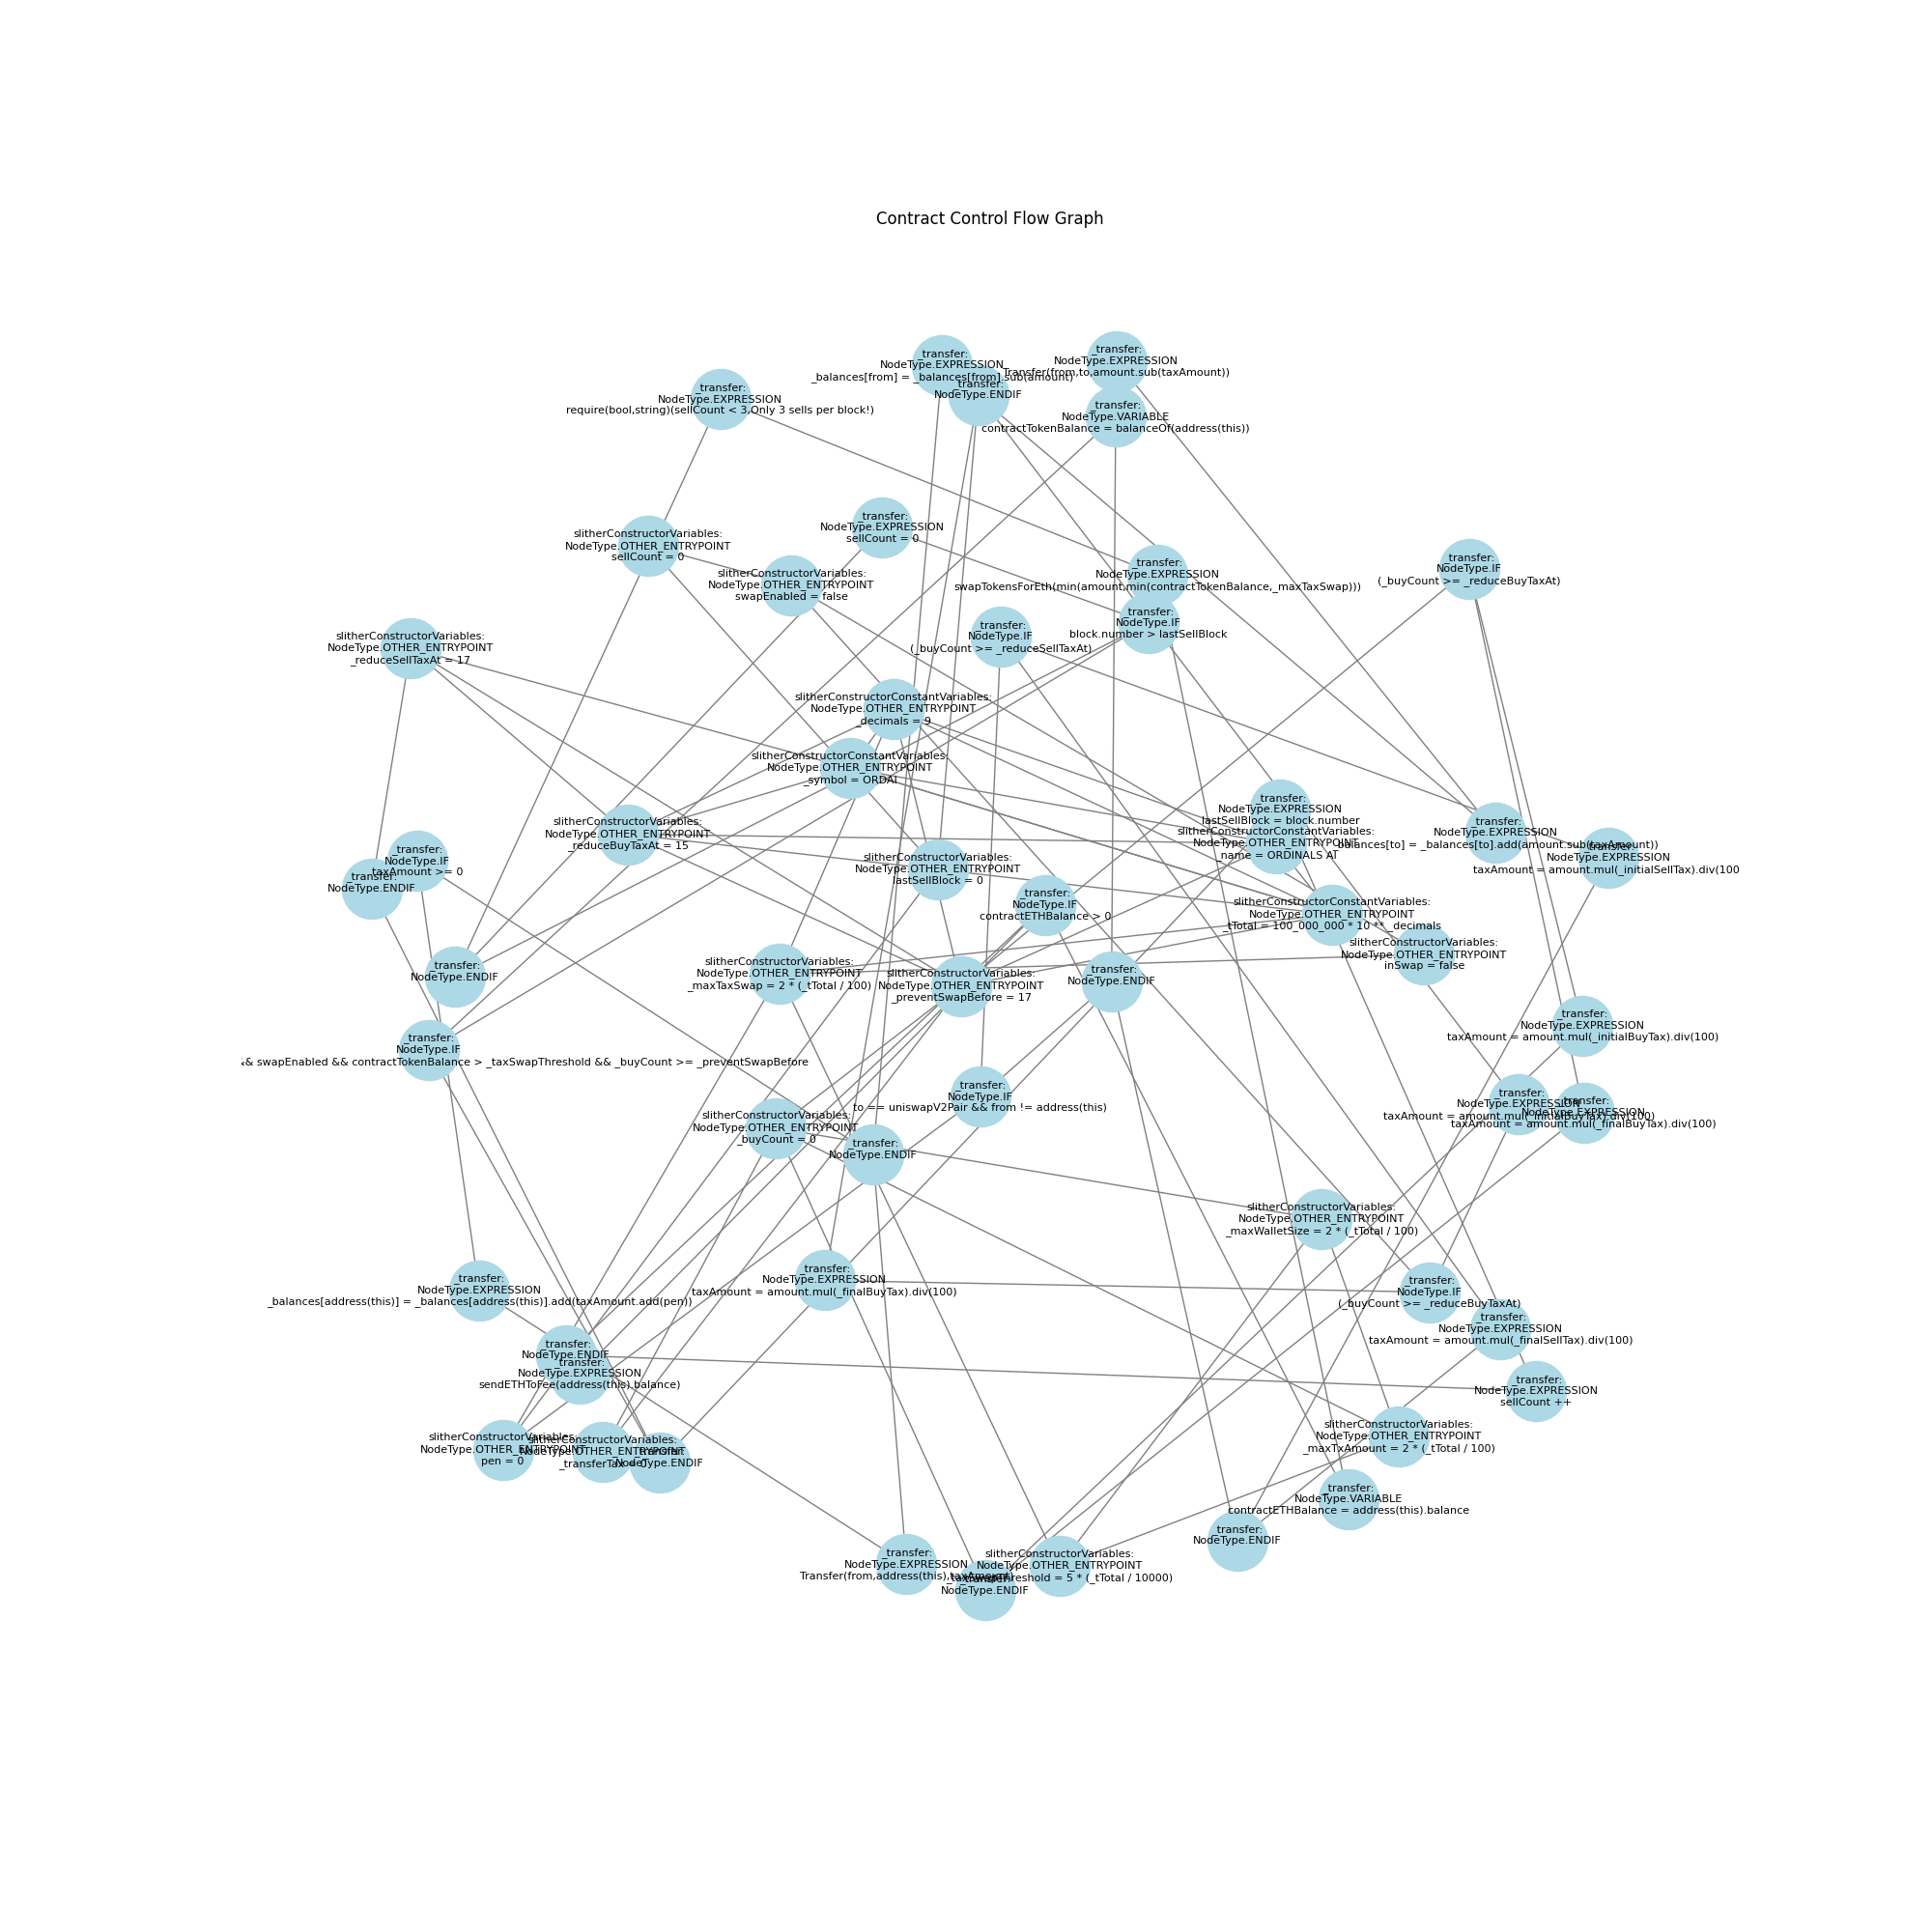 Contract Control Flow Graph
_transfer:
NodeType.EXPRESSION
_balances[from] = _balances[from].sub(amount)
_transfer:
NodeType.ENDIF
_transfer:
NodeType.EXPRESSION
Transfer(from,to,amount.sub(taxAmount))
_transfer:
NodeType.VARIABLE
contractTokenBalance = balanceOf(address(this))
_transfer:
NodeType.EXPRESSION
require(bool,string)(sellCount < 3,Only 3 sells per block!)
_transfer:
NodeType.EXPRESSION
sellCount = 0
slitherConstructorVariables:
NodeType.OTHER_ENTRYPOINT
sellCount = 0
slitherConstructorVariables:
NodeType.OTHER_ENTRYPOINT
swapEnabled = false
_transfer:
NodeType.EXPRESSION
swapTokensForEth(min(amount,min(contractTokenBalance,_maxTaxSwap)))
_transfer:
NodeType.IF
(_buyCount >= _reduceBuyTaxAt)
_transfer:
NodeType.IF
block.number > lastSellBlock
_transfer:
NodeType.IF
(_buyCount >= _reduceSellTaxAt)
slitherConstructorVariables:
NodeType.OTHER_ENTRYPOINT
_reduceSellTaxAt = 17
slitherConstructorConstantVariables:
NodeType.OTHER_ENTRYPOINT
_decimals = 9
slitherConstructorConstantVariables:
NodeType.OTHER_ENTRYPOINT
_symbol = ORDAI
slitherConstructorVariables:
NodeType.OTHER_ENTRYPOINT
_reduceBuyTaxAt = 15
_transfer:
NodeType.EXPRESSION
lastSellBlock = block.number
slitherConstructorConstantVariables:
NodeType.OTHER_ENTRYPOINT
_name = ORDINALS AT
_transfer:
NodeType.EXPRESSION
_balances[to] = _balances[to].add(amount.sub(taxAmount))
_transfer:
NodeType.EXPRESSION
taxAmount = amount.mul(_initialSellTax).div(100
_transfer:
NodeType.IF
taxAmount >= 0
_transfer:
NodeType.ENDIF
slitherConstructorVariables:
NodeType.OTHER_ENTRYPOINT
lastSellBlock = 0
_transfer:
NodeType.IF
contractETHBalance > 0
slitherConstructorConstantVariables:
NodeType.OTHER_ENTRYPOINT
_tTotal = 100_000_000 * 10 ** _decimals
slitherConstructorVariables:
NodeType.OTHER_ENTRYPOINT
inSwap = false
_transfer:
NodeType.ENDIF
slitherConstructorVariables:
NodeType.OTHER_ENTRYPOINT
_maxTaxSwap = 2 * (_tTotal / 100)
slitherConstructorVariables:
NodeType.OTHER_ENTRYPOINT
_preventSwapBefore = 17
_transfer:
NodeType.ENDIF
_transfer:
NodeType.EXPRESSION
taxAmount = amount.mul(_initialBuyTax).div(100)
_transfer:
NodeType.IF
&& swapEnabled && contractTokenBalance > _taxSwapThreshold && _buyCount >= _preventSwapBefore
_transfer:
NodeType.IF
to == uniswapV2Pair && from != address(this)
_transfer:
NodeType.EXPRESSION
taxAmount = amount.mul(_initialBuyTax).div(100)
_transfer:
NodeType.EXPRESSION
taxAmount = amount.mul(_finalBuyTax).div(100)
slitherConstructorVariables:
NodeType.OTHER_ENTRYPOINT
_buyCount = 0
_transfer:
NodeType.ENDIF
slitherConstructorVariables:
NodeType.OTHER_ENTRYPOINT
_maxWalletSize = 2 * (_tTotal / 100)
_transfer:
NodeType.EXPRESSION
_balances[address(this)] = _balances[address(this)].add(taxAmount.add(pen))
_transfer:
NodeType.EXPRESSION
taxAmount = amount.mul(_finalBuyTax).div(100)
_transfer:
NodeType.IF
(_buyCount >= _reduceBuyTaxAt)
_transfer:
NodeType.EXPRESSION
taxAmount = amount.mul(_finalSellTax).div(100)
_transfer:
NodeType.ENDIF
_transfer:
NodeType.EXPRESSION
sendETHToFee(address(this).balance)
_transfer:
NodeType.EXPRESSION
sellCount ++
slitherConstructorVariables:
NodeType.OTHER_ENTRYPOINT
pen = 0
slitherConstructorVariables:
NodeType.OTHER_ENTRYPOINT
_transferTax = 0
_transfer:
NodeType.ENDIF
slitherConstructorVariables:
NodeType.OTHER_ENTRYPOINT
_maxTxAmount = 2 * (_tTotal / 100)
_transfer:
NodeType.VARIABLE
contractETHBalance = address(this).balance
_transfer:
NodeType.ENDIF
_transfer:
NodeType.EXPRESSION
Transfer(from,address(this),taxAmount)
slitherConstructorVariables:
NodeType.OTHER_ENTRYPOINT
_taxSwapThreshold = 5 * (_tTotal / 10000)
_transfer:
NodeType.ENDIF